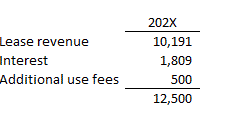 202X
Lease revenue 10,191
Interest 1,809
Additional use fees 500
12,500